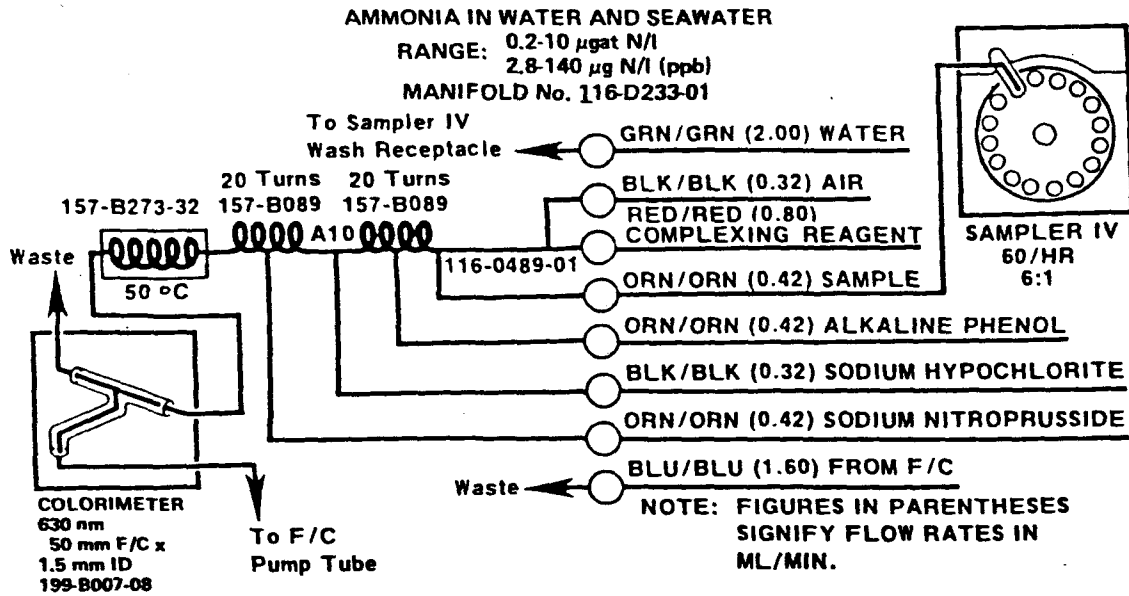 AMMONIA IN WATER AND SEAWATER
RANGE: 0.2-10 µgat N/l
2.8-140 µg N/l (ppb)
MANIFOLD No. 116-D233-01
To Sampler IV
Wash Receptacle
GRN/GRN (2.00) WATER
20 Turns
157-B089
20 Turns
157-B089
157-B273-32
A10
BLK/BLK (0.32) AIR
RED/RED (0.80)
COMPLEXING REAGENT
SAMPLER IV
60/HR
6:1
Waste
50 °C
116-0489-01
ORN/ORN (0.42) SAMPLE
ORN/ORN (0.42) ALKALINE PHENOL
BLK/BLK (0.32) SODIUM HYPOCHLORITE
ORN/ORN (0.42) SODIUM NITROPRUSSIDE
Waste
BLU/BLU (1.60) FROM F/C
COLORIMETER
630 nm
50 mm F/C x
1.5 mm ID
199-B007-08
To F/C
Pump Tube
NOTE: FIGURES IN PARENTHESES
SIGNIFY FLOW RATES IN
ML/MIN.